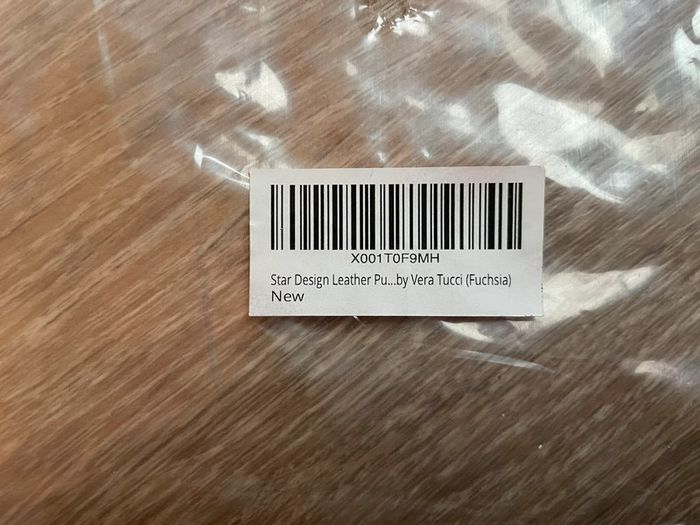 X001T0F9MH
Star Design Leather Pu...by Vera Tucci (Fuchsia)
New